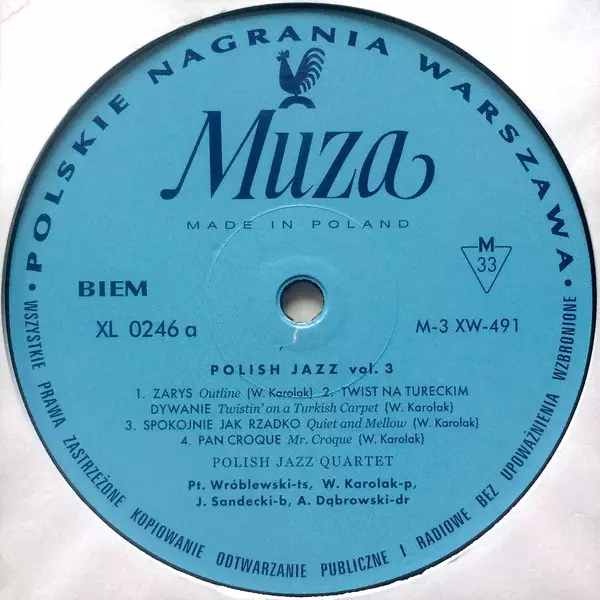 • POLSKIE NAGRANIA WARSZAWA •
Muza
MADE IN POLAND
BIEM
M
33
XL 0246 a
M-3 XW-491
POLISH JAZZ vol. 3
1. ZARYS Outline (W. Karolak) 2. TWIST NA TURECKIM
DYWANIE Twistin' on a Turkish Carpet (W. Karolak)
3. SPOKOJNIE JAK RZADKO Quiet and Mellow (W. Karolak)
4. PAN CROQUE Mr. Croque (W. Karolak)
POLISH JAZZ QUARTET
Pt. Wróblewski-ts, W. Karolak-p,
J. Sandecki-b, A. Dąbrowski-dr
WSZYSTKIE PRAWA ZASTRZEŻONE KOPIOWANIE ODTWARZANIE PUBLICZNE I RADIOWE BEZ UPOWAŻNIENIA WZBRONIONE